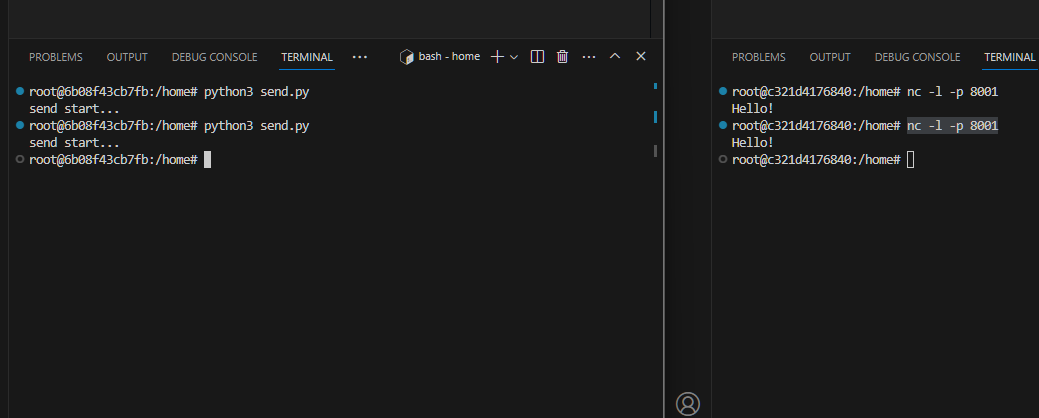 PROBLEMS OUTPUT DEBUG CONSOLE TERMINAL ... bash - home ...
root@6b08f43cb7fb:/home# python3 send.py
send start...
root@6b08f43cb7fb:/home# python3 send.py
send start...
root@6b08f43cb7fb:/home#
PROBLEMS OUTPUT DEBUG CONSOLE TERMINAL
root@c321d4176840:/home# nc -l -p 8001
Hello!
root@c321d4176840:/home# nc -l -p 8001
Hello!
root@c321d4176840:/home#